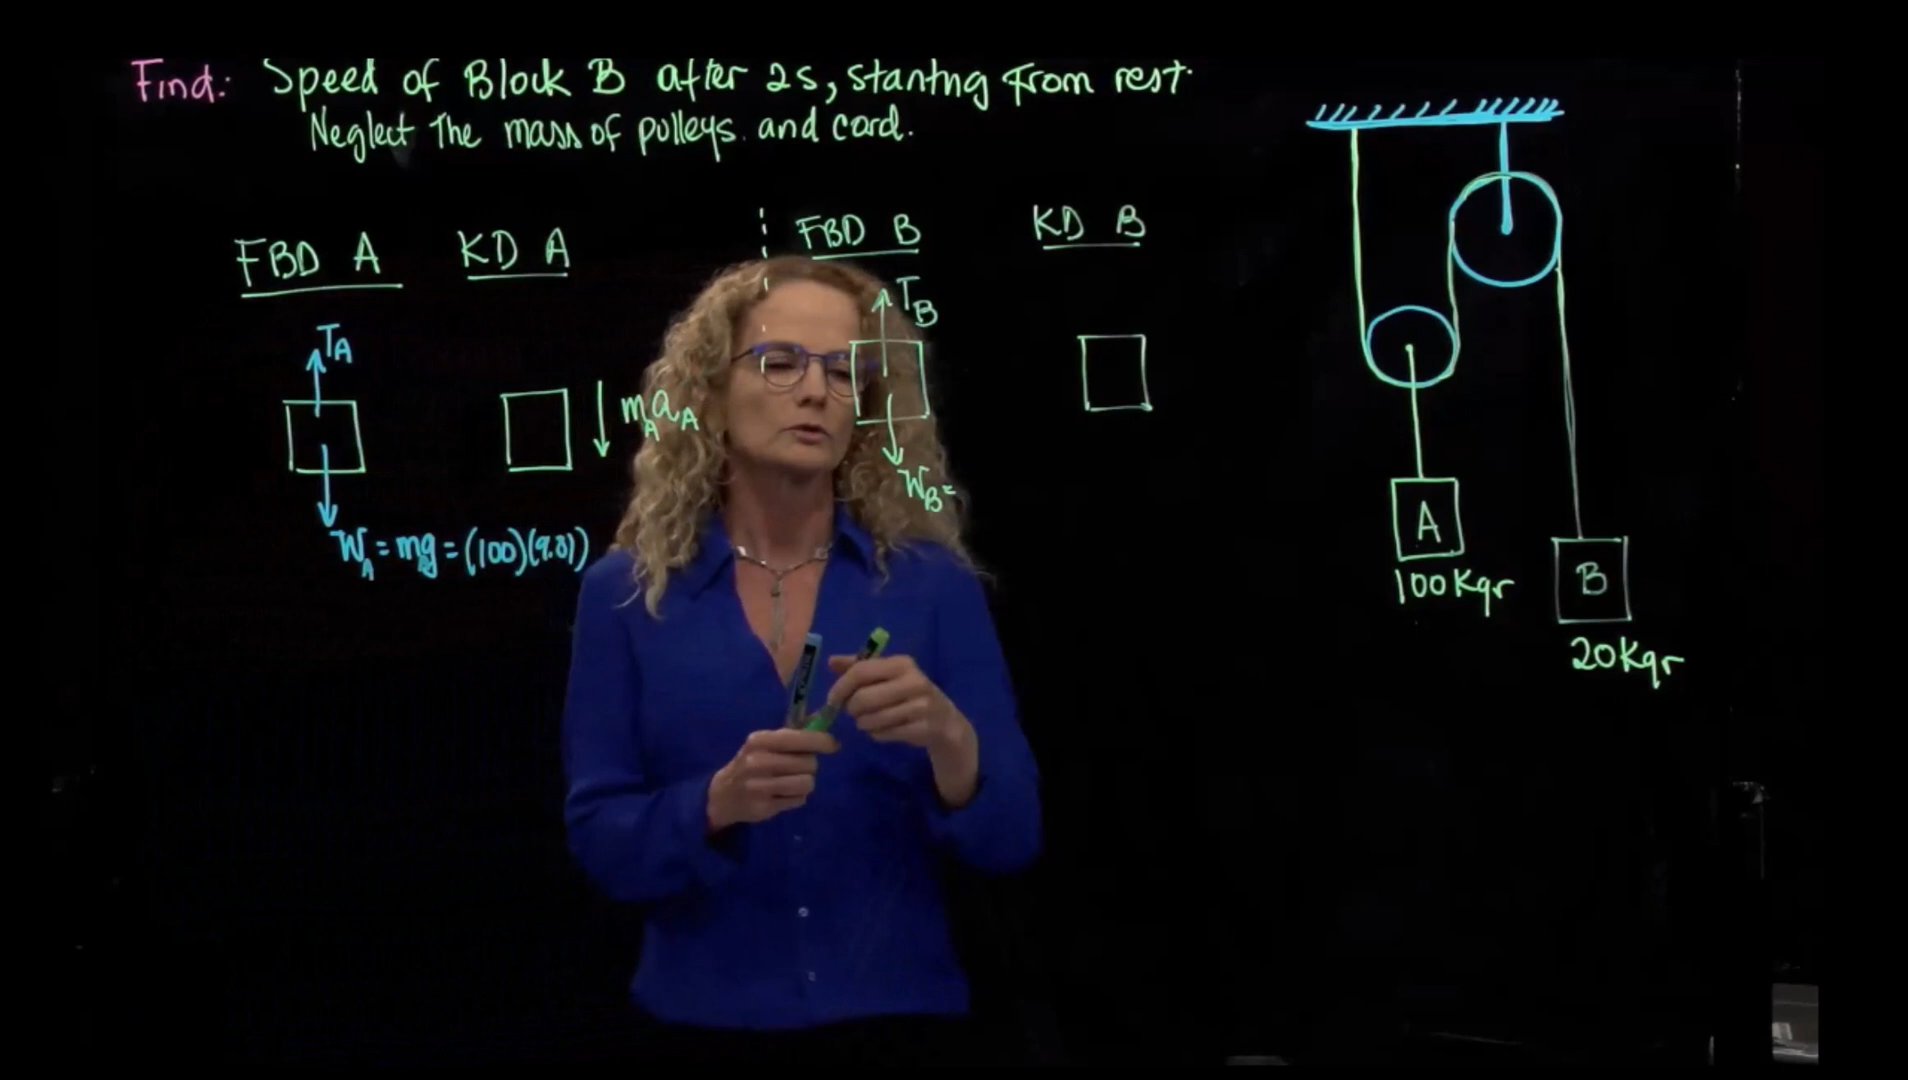 Find: Speed of Block B after 2s, starting from rest.
Neglect The mass of pulleys and cord.
FBD A
KD A
FBD B
KD B
TA
mAaA
WA = mg = (100)(9.81)
TB
WB =
A
100Kgr
B
20Kgr